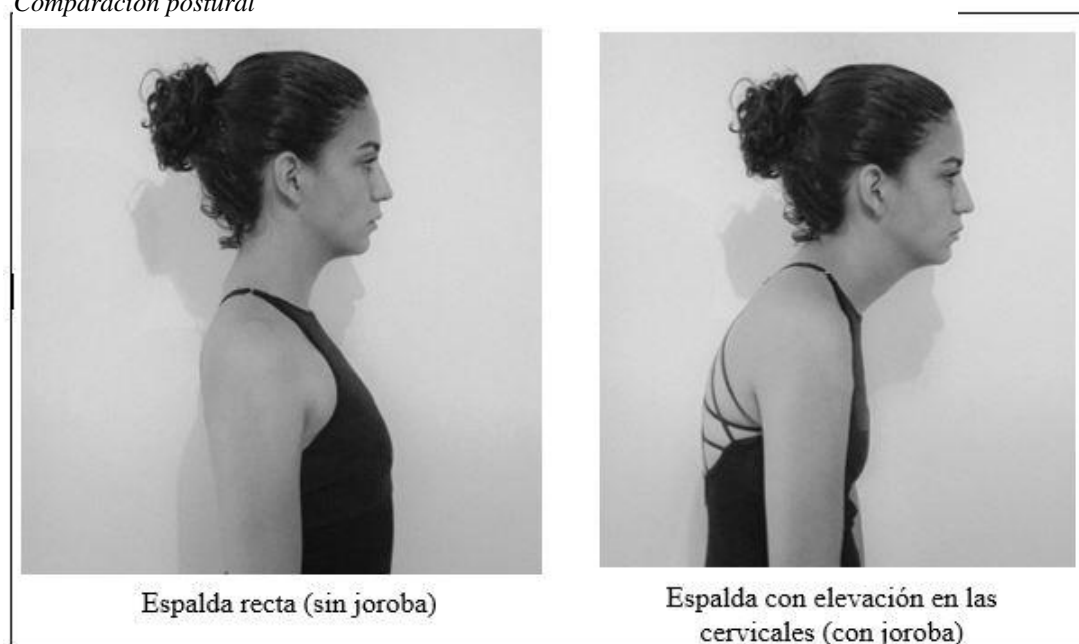 Comparación postural
Espalda recta (sin joroba)
Espalda con elevación en las
cervicales (con joroba)